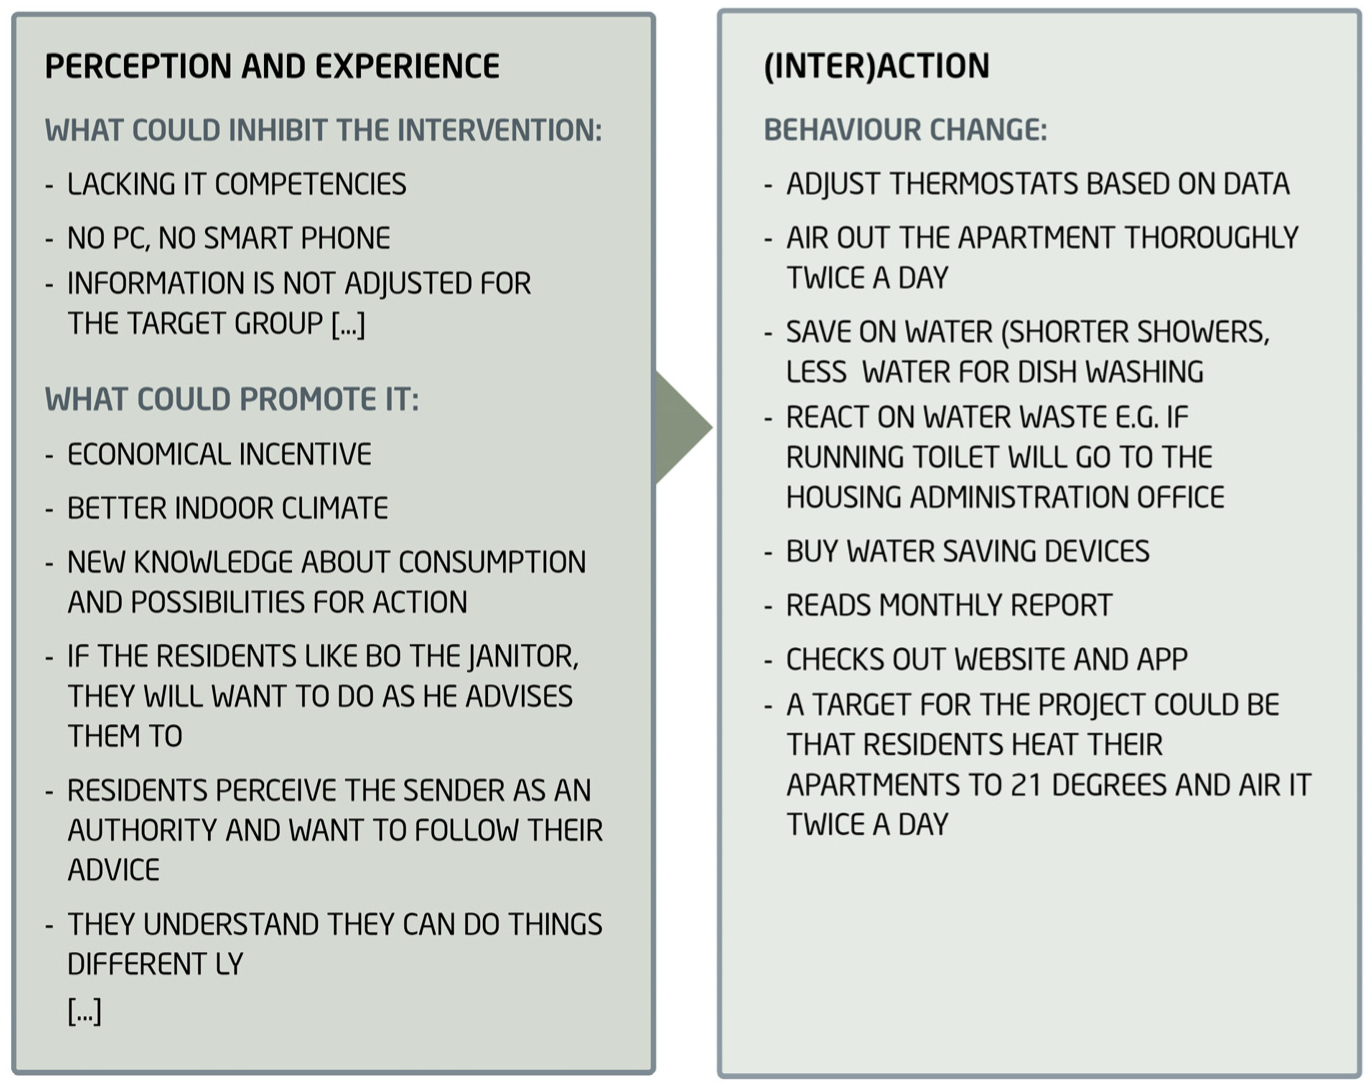 PERCEPTION AND EXPERIENCE
WHAT COULD INHIBIT THE INTERVENTION:
- LACKING IT COMPETENCIES
- NO PC, NO SMART PHONE
- INFORMATION IS NOT ADJUSTED FOR
THE TARGET GROUP [...]
WHAT COULD PROMOTE IT:
- ECONOMICAL INCENTIVE
- BETTER INDOOR CLIMATE
- NEW KNOWLEDGE ABOUT CONSUMPTION
AND POSSIBILITIES FOR ACTION
- IF THE RESIDENTS LIKE BO THE JANITOR,
THEY WILL WANT TO DO AS HE ADVISES
THEM TO
- RESIDENTS PERCEIVE THE SENDER AS AN
AUTHORITY AND WANT TO FOLLOW THEIR
ADVICE
- THEY UNDERSTAND THEY CAN DO THINGS
DIFFERENT LY
[...]
(INTER)ACTION
BEHAVIOUR CHANGE:
- ADJUST THERMOSTATS BASED ON DATA
- AIR OUT THE APARTMENT THOROUGHLY
TWICE A DAY
- SAVE ON WATER (SHORTER SHOWERS,
LESS  WATER FOR DISH WASHING
- REACT ON WATER WASTE E.G. IF
RUNNING TOILET WILL GO TO THE
HOUSING ADMINISTRATION OFFICE
- BUY WATER SAVING DEVICES
- READS MONTHLY REPORT
- CHECKS OUT WEBSITE AND APP
- A TARGET FOR THE PROJECT COULD BE
THAT RESIDENTS HEAT THEIR
APARTMENTS TO 21 DEGREES AND AIR IT
TWICE A DAY